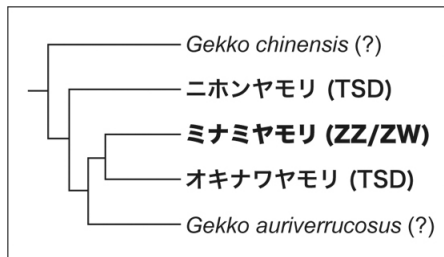 Gekko chinensis (?)
ニホンヤモリ (TSD)
ミナミヤモリ (ZZ/ZW)
オキナワヤモリ (TSD)
Gekko auriverrucosus (?)